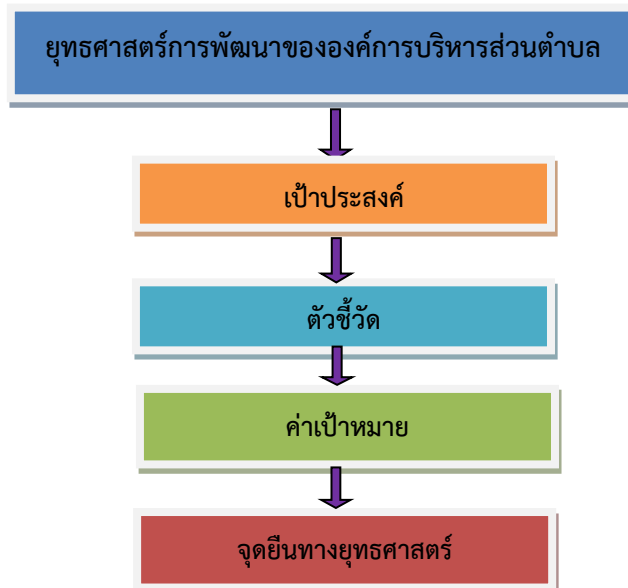 ยุทธศาสตร์การพัฒนาขององค์การบริหารส่วนตำบล
เป้าประสงค์
ตัวชี้วัด
ค่าเป้าหมาย
จุดยืนทางยุทธศาสตร์